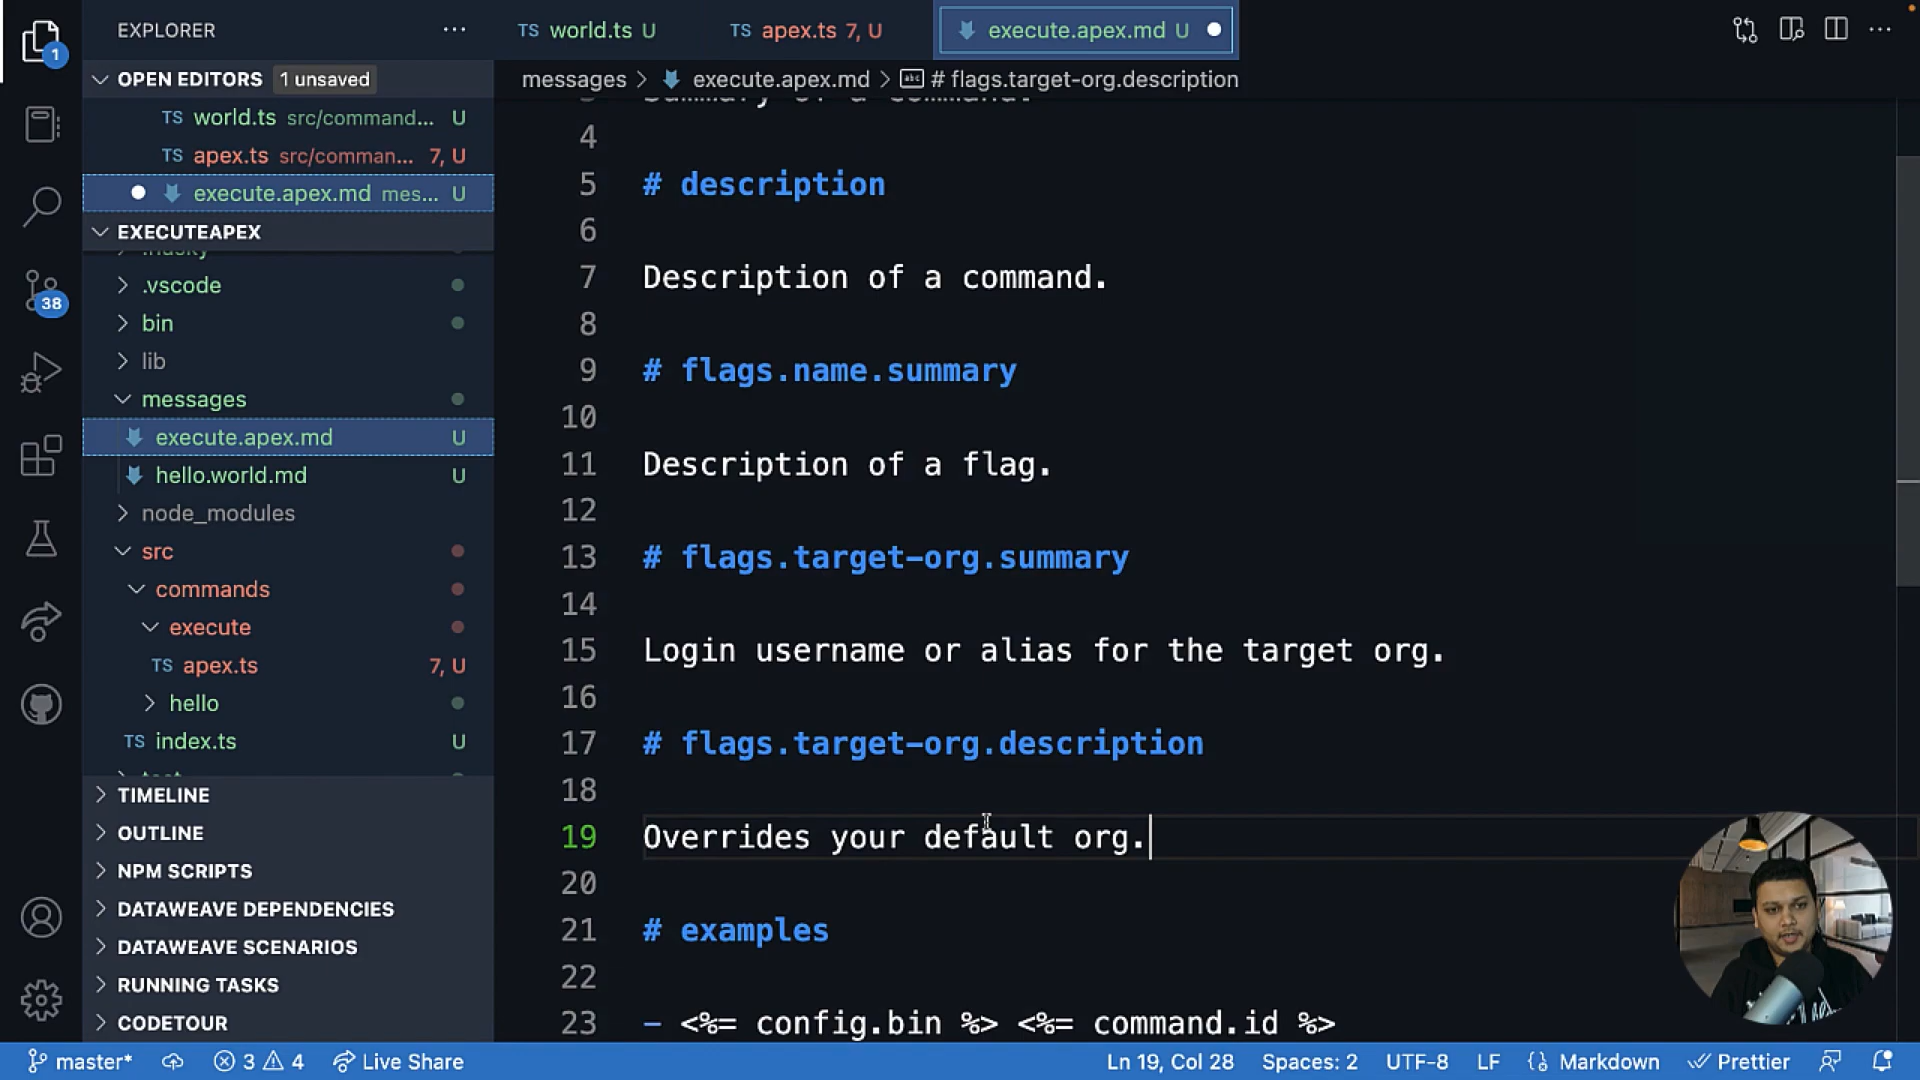 EXPLORER
TS world.ts U
TS apex.ts 7, U
execute.apex.md U
1
OPEN EDITORS 1 unsaved
messages > execute.apex.md > # flags.target-org.description
TS world.ts src/command... U
TS apex.ts src/comman... 7, U
execute.apex.md mes... U
EXECUTEAPEX
.husky
.vscode
bin
lib
messages
execute.apex.md U
hello.world.md U
node_modules
src
commands
execute
TS apex.ts 7, U
hello
TS index.ts U
38
TIMELINE
OUTLINE
NPM SCRIPTS
DATAWEAVE DEPENDENCIES
DATAWEAVE SCENARIOS
RUNNING TASKS
CODETOUR
3 Summary of a command.
4
5 # description
6
7 Description of a command.
8
9 # flags.name.summary
10
11 Description of a flag.
12
13 # flags.target-org.summary
14
15 Login username or alias for the target org.
16
17 # flags.target-org.description
18
19 Overrides your default org.
20
21 # examples
22
23 - <%= config.bin %> <%= command.id %>
master* 3 4 Live Share Ln 19, Col 28 Spaces: 2 UTF-8 LF Markdown Prettier